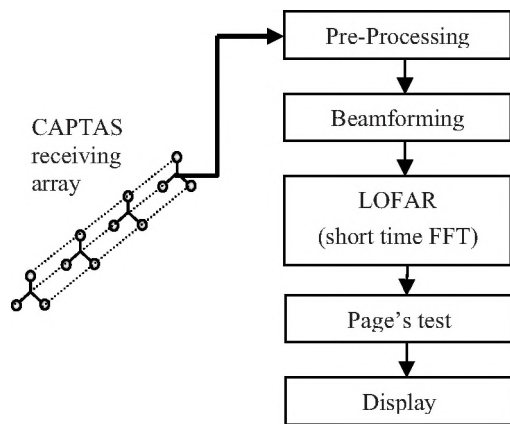 Pre-Processing
CAPTAS
receiving
array
Beamforming
LOFAR
(short time FFT)
Page's test
Display